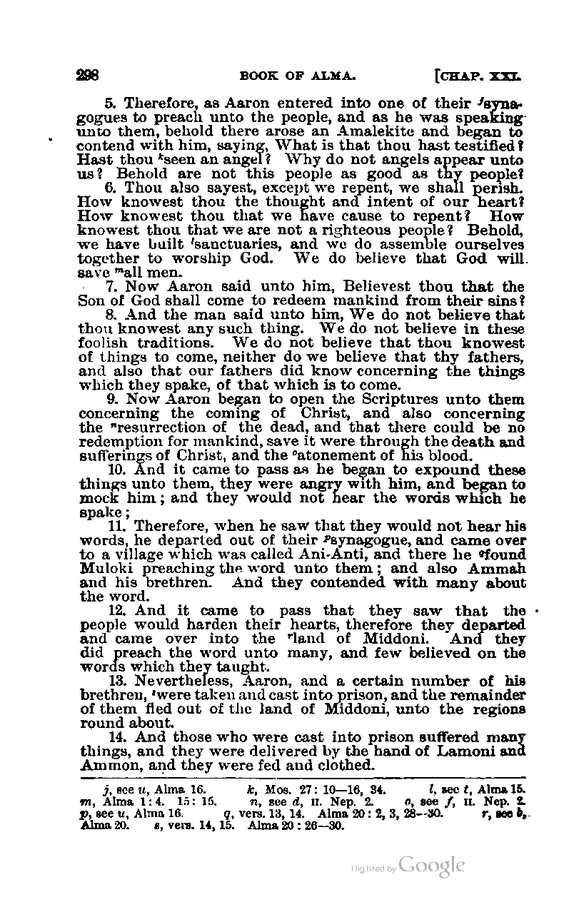 298 BOOK OF ALMA. [CHAP. XXI.
5. Therefore, as Aaron entered into one of their ʲsyna-
gogues to preach unto the people, and as he was speaking
unto them, behold there arose an Amalekite and began to
contend with him, saying, What is that thou hast testified?
Hast thou ᵏseen an angel? Why do not angels appear unto
us? Behold are not this people as good as thy people?
6. Thou also sayest, except we repent, we shall perish.
How knowest thou the thought and intent of our heart?
How knowest thou that we have cause to repent? How
knowest thou that we are not a righteous people? Behold,
we have built ˡsanctuaries, and we do assemble ourselves
together to worship God. We do believe that God will
save ᵐall men.
7. Now Aaron said unto him, Believest thou that the
Son of God shall come to redeem mankind from their sins?
8. And the man said unto him, We do not believe that
thou knowest any such thing. We do not believe in these
foolish traditions. We do not believe that thou knowest
of things to come, neither do we believe that thy fathers,
and also that our fathers did know concerning the things
which they spake, of that which is to come.
9. Now Aaron began to open the Scriptures unto them
concerning the coming of Christ, and also concerning
the ⁿresurrection of the dead, and that there could be no
redemption for mankind, save it were through the death and
sufferings of Christ, and the ᵒatonement of his blood.
10. And it came to pass as he began to expound these
things unto them, they were angry with him, and began to
mock him; and they would not hear the words which he
spake;
11. Therefore, when he saw that they would not hear his
words, he departed out of their ᵖsynagogue, and came over
to a village which was called Ani-Anti, and there he ᑫfound
Muloki preaching the word unto them; and also Ammah
and his brethren. And they contended with many about
the word.
12. And it came to pass that they saw that the
people would harden their hearts, therefore they departed
and came over into the ʳland of Middoni. And they
did preach the word unto many, and few believed on the
words which they taught.
13. Nevertheless, Aaron, and a certain number of his
brethren, ˢwere taken and cast into prison, and the remainder
of them fled out of the land of Middoni, unto the regions
round about.
14. And those who were cast into prison suffered many
things, and they were delivered by the hand of Lamoni and
Ammon, and they were fed and clothed.
j, see u, Alma 16. k, Mos. 27: 10—16, 34. l, see t, Alma 15.
m, Alma 1: 4. 15: 15. n, see d, II. Nep. 2. o, see f, II. Nep. 2.
p, see u, Alma 16. q, vers. 13, 14. Alma 20: 2, 3, 28—30. r, see b,
Alma 20. s, vers. 14, 15. Alma 20: 26—30.
Digitized by Google